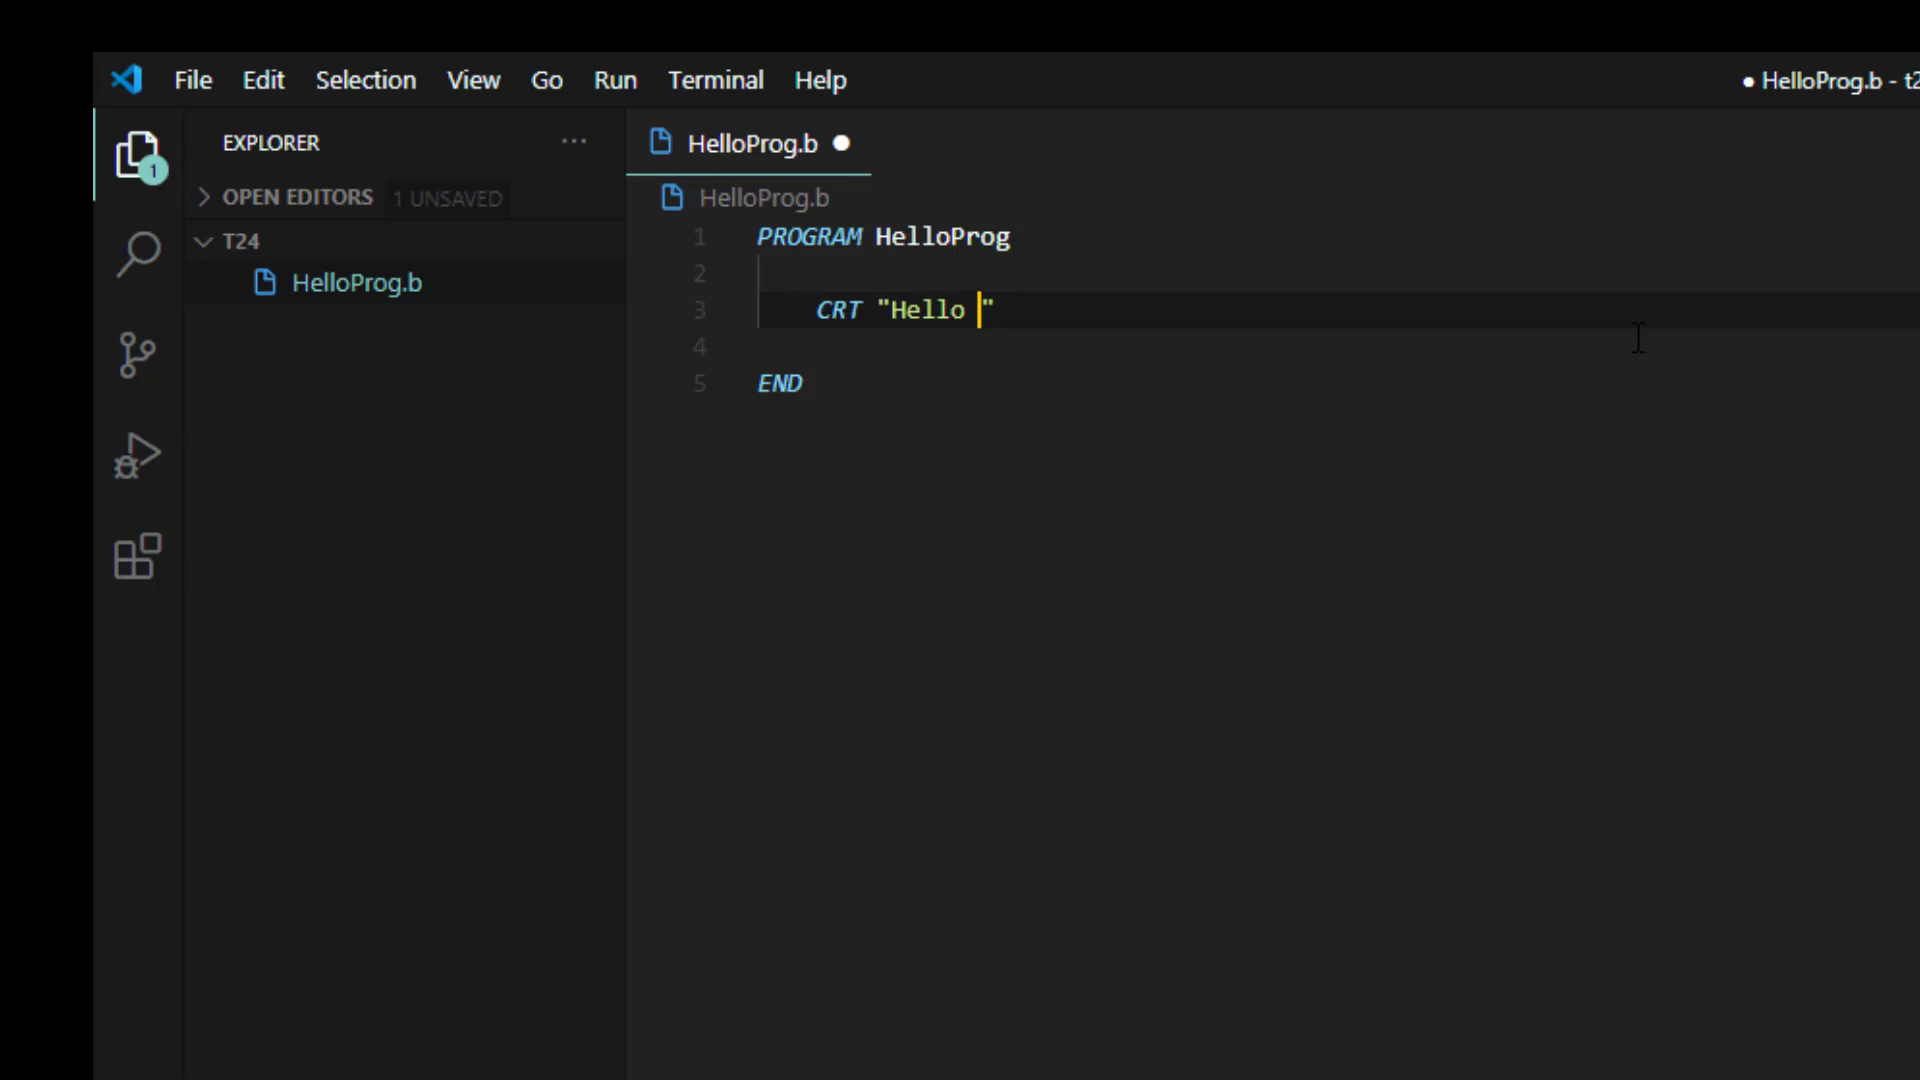 File Edit Selection View Go Run Terminal Help
● HelloProg.b - t2
EXPLORER ···
1
OPEN EDITORS 1 UNSAVED
T24
HelloProg.b
HelloProg.b ●
HelloProg.b
1 PROGRAM HelloProg
2
3 CRT "Hello "
4
5 END